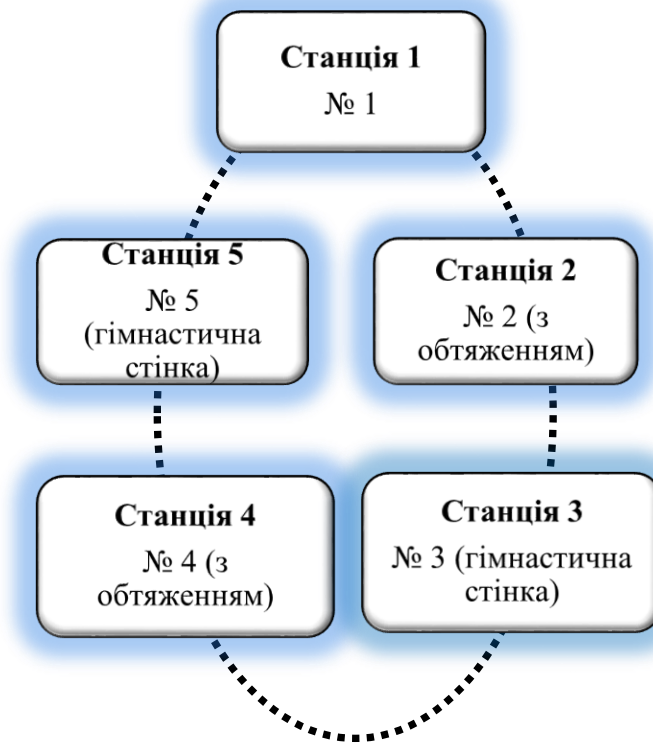 Станція 1
№ 1
Станція 5
№ 5
(гімнастична
стінка)
Станція 2
№ 2 (з
обтяженням)
Станція 4
№ 4 (з
обтяженням)
Станція 3
№ 3 (гімнастична
стінка)